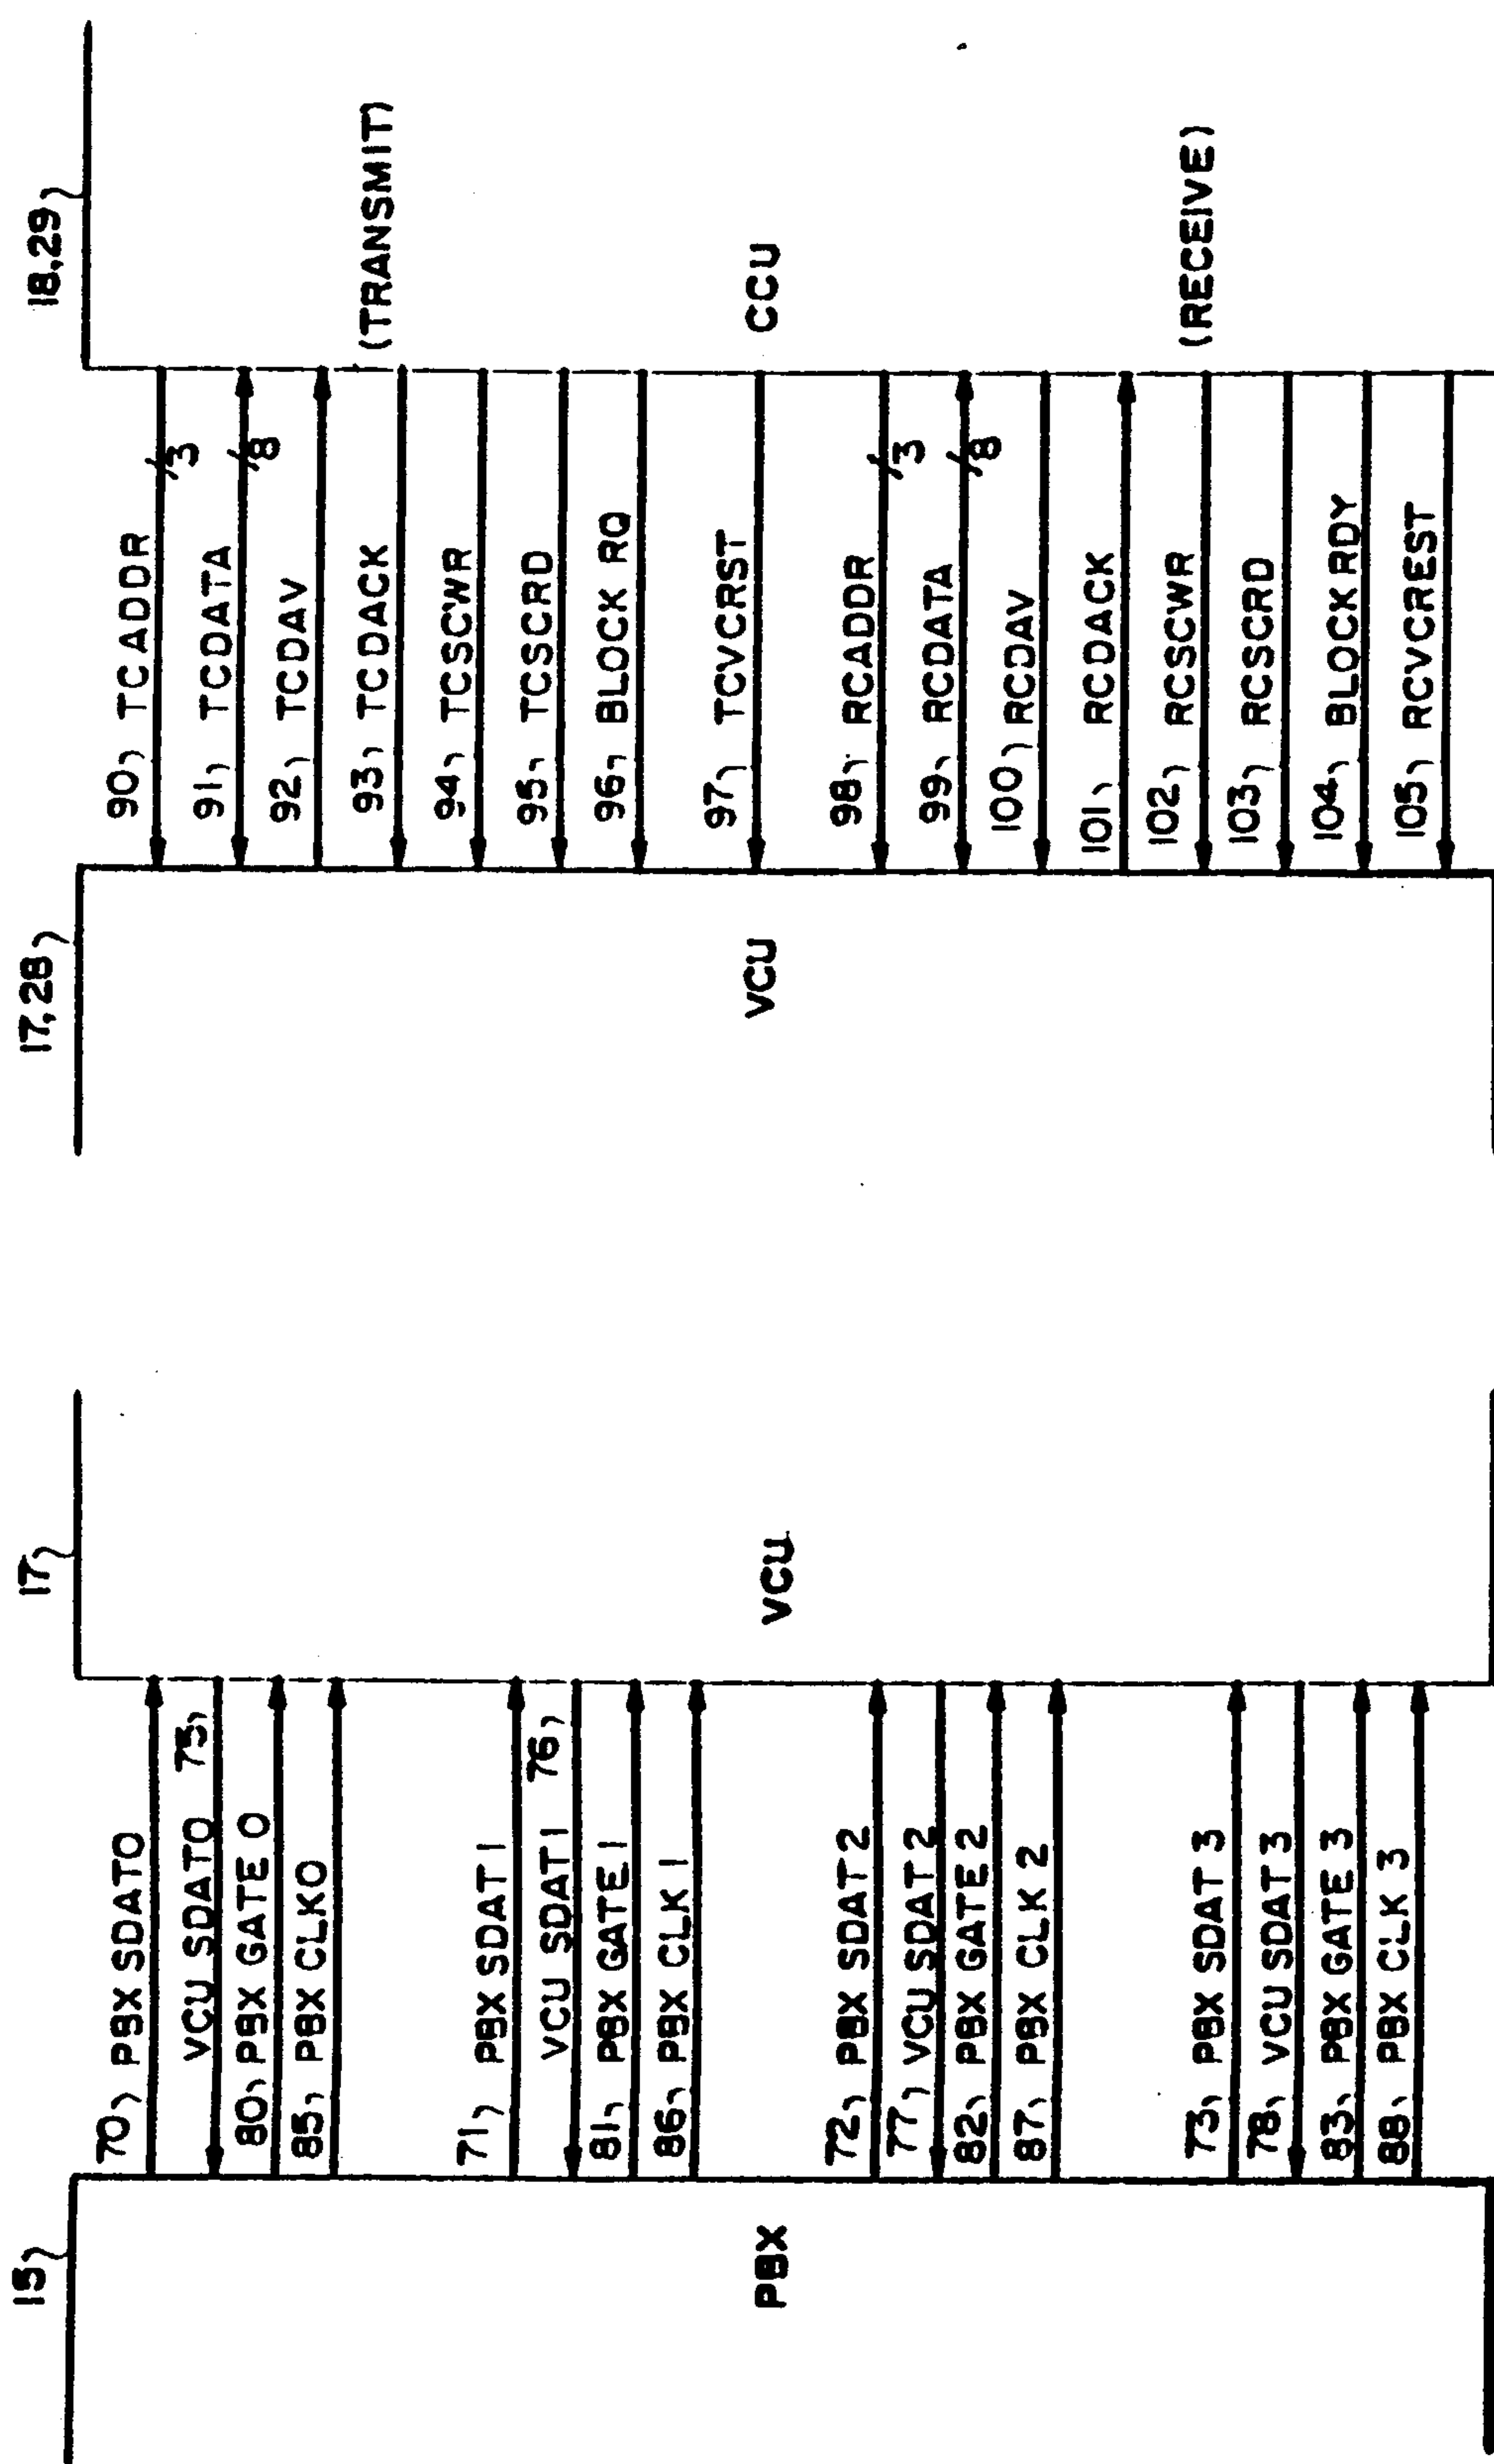 15
17
PBX
VCU
70 PBX SDATO
VCU SDATO 75
80 PBX GATE 0
85 PBX CLKO
71 PBX SDAT 1
VCU SDAT 1 76
81 PBX GATE 1
86 PBX CLK 1
72 PBX SDAT 2
77 VCU SDAT 2
82 PBX GATE 2
87 PBX CLK 2
73 PBX SDAT 3
78 VCU SDAT 3
83 PBX GATE 3
88 PBX CLK 3
17,28
18,29
VCU
CCU
(TRANSMIT)
(RECEIVE)
90 TCADDR 3
91 TCDATA 8
92 TCDAV
93 TCDACK
94 TCSCWR
95 TCSCRD
96 BLOCK RQ
97 TCVCRST
98 RCADDR 3
99 RCDATA 8
100 RCDAV
101 RCDACK
102 RCSCWR
103 RCSCRD
104 BLOCK RDY
105 RCVCREST